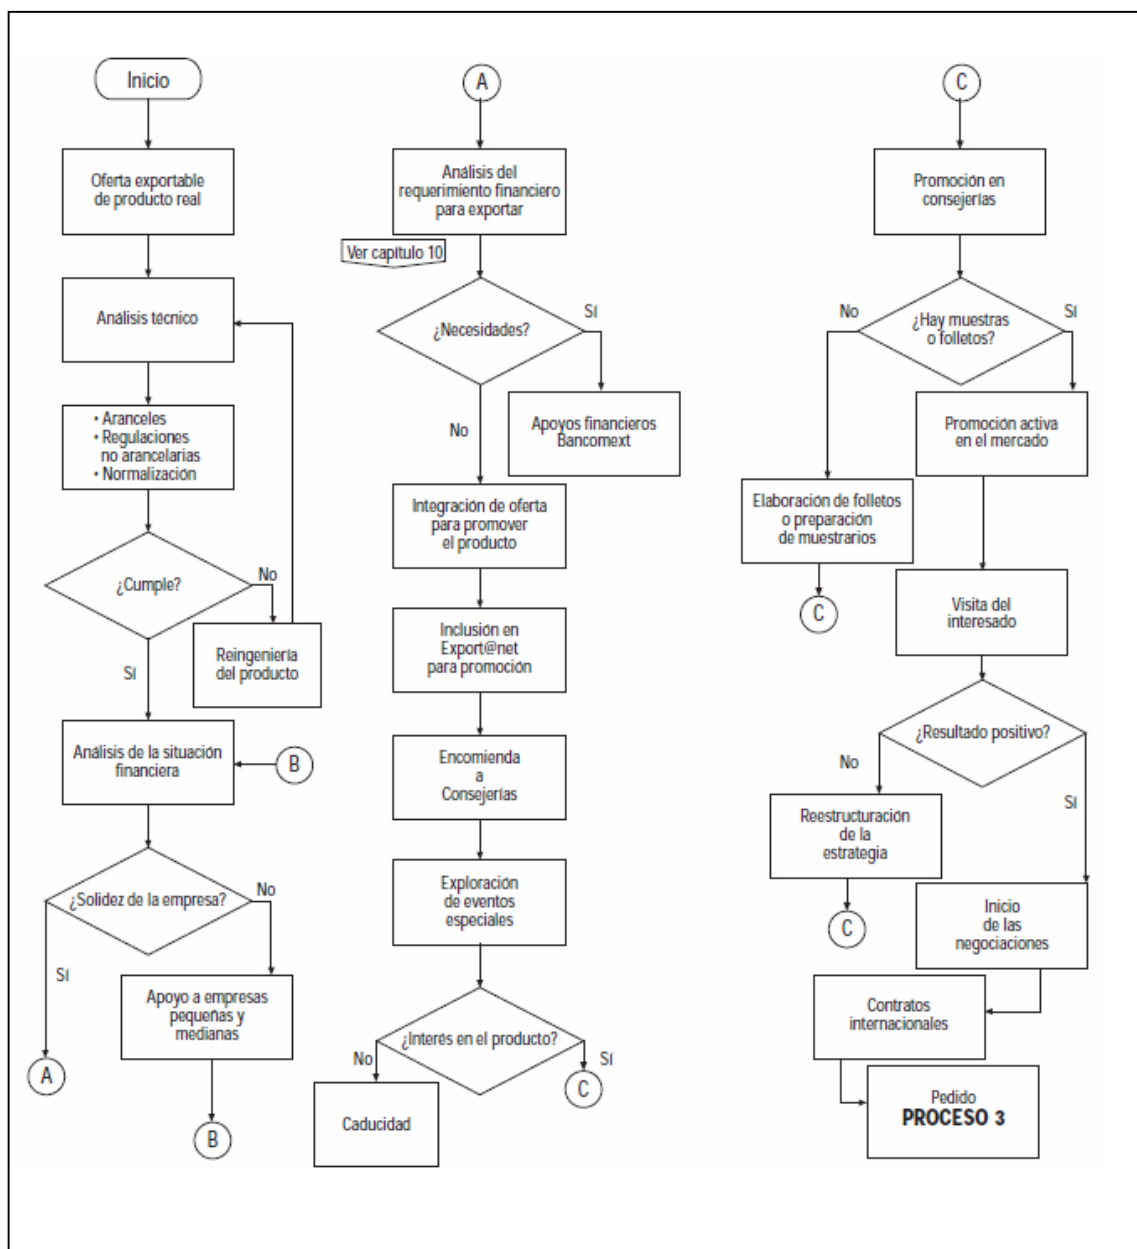 Inicio
Oferta exportable
de producto real
Análisis técnico
• Aranceles
• Regulaciones
no arancelarias
• Normalización
¿Cumple?
No
Reingeniería
del producto
Sí
Análisis de la situación
financiera
B
¿Solidez de la empresa?
No
Sí
Apoyo a empresas
pequeñas y
medianas
A
B
A
Análisis del
requerimiento financiero
para exportar
Ver capítulo 10
¿Necesidades?
Sí
Apoyos financieros
Bancomext
No
Integración de oferta
para promover
el producto
Inclusión en
Export@net
para promoción
Encomienda
a
Consejerías
Exploración
de eventos
especiales
¿Interés en el producto?
No
Sí
C
Caducidad
C
Promoción en
consejerías
No
¿Hay muestras
o folletos?
Sí
Promoción activa
en el mercado
Elaboración de folletos
o preparación
de muestrarios
C
Visita del
interesado
¿Resultado positivo?
No
Sí
Reestructuración
de la
estrategia
C
Inicio
de las
negociaciones
Contratos
internacionales
Pedido
PROCESO 3